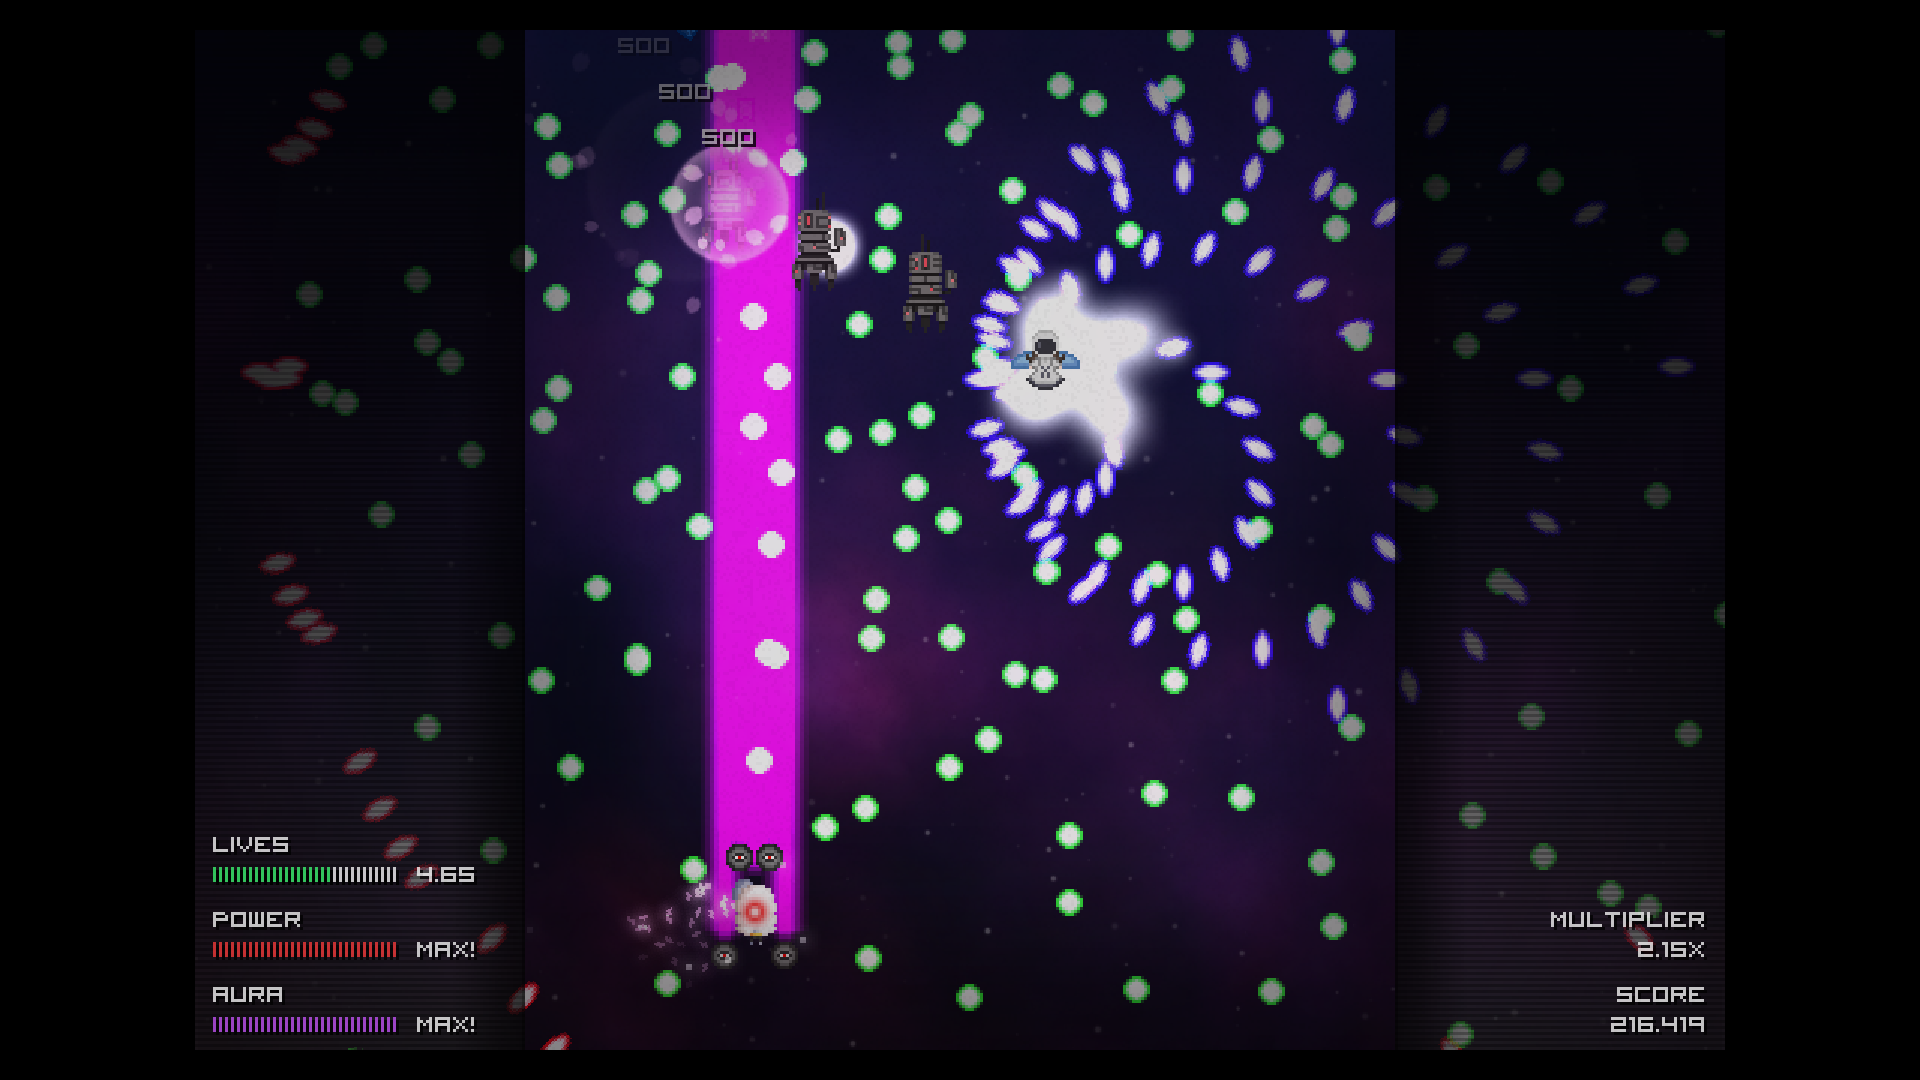 500
500
500
LIVES
4.65
POWER
MAX!
AURA
MAX!
MULTIPLIER
2.15X
SCORE
216.419